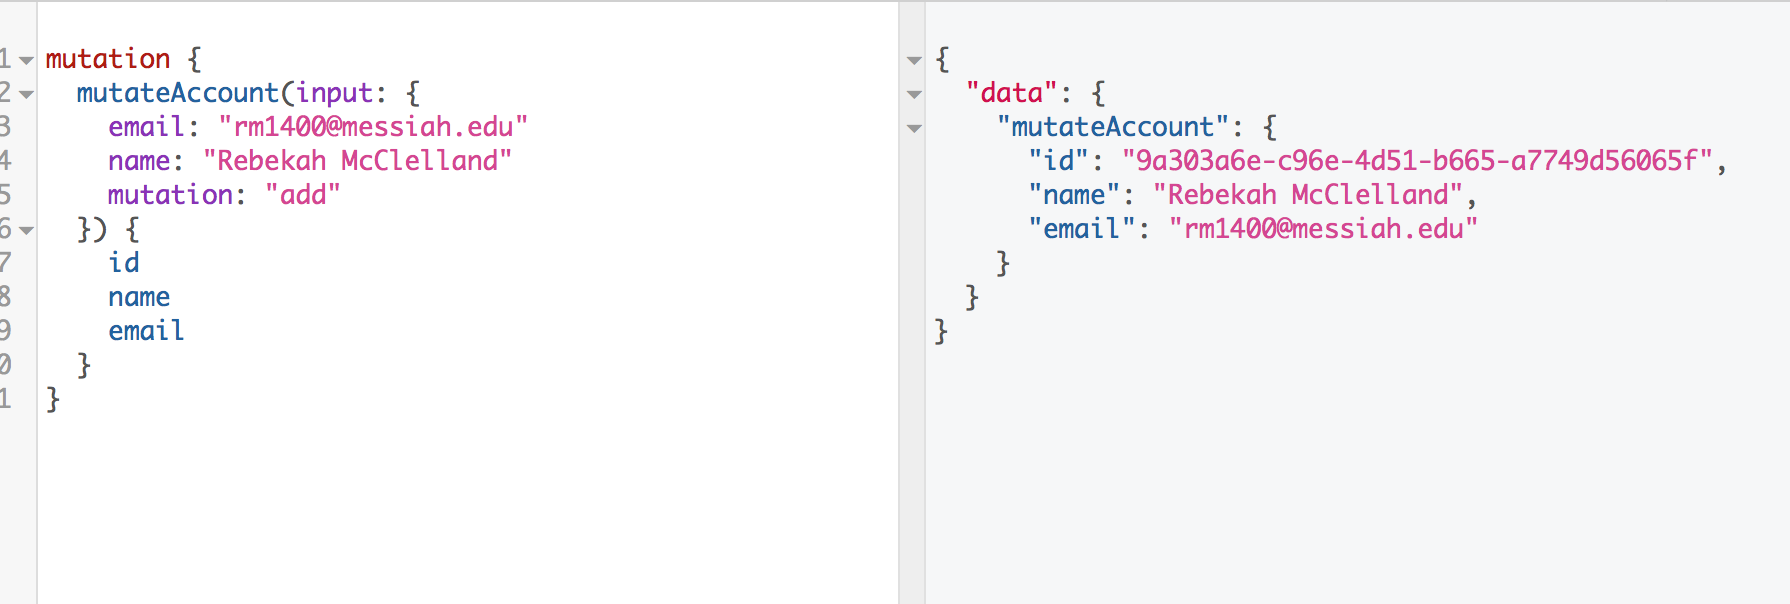 1 mutation {
2 mutateAccount(input: {
3 email: "rm1400@messiah.edu"
4 name: "Rebekah McClelland"
5 mutation: "add"
6 }) {
7 id
8 name
9 email
0 }
1 }
{
"data": {
"mutateAccount": {
"id": "9a303a6e-c96e-4d51-b665-a7749d56065f",
"name": "Rebekah McClelland",
"email": "rm1400@messiah.edu"
}
}
}